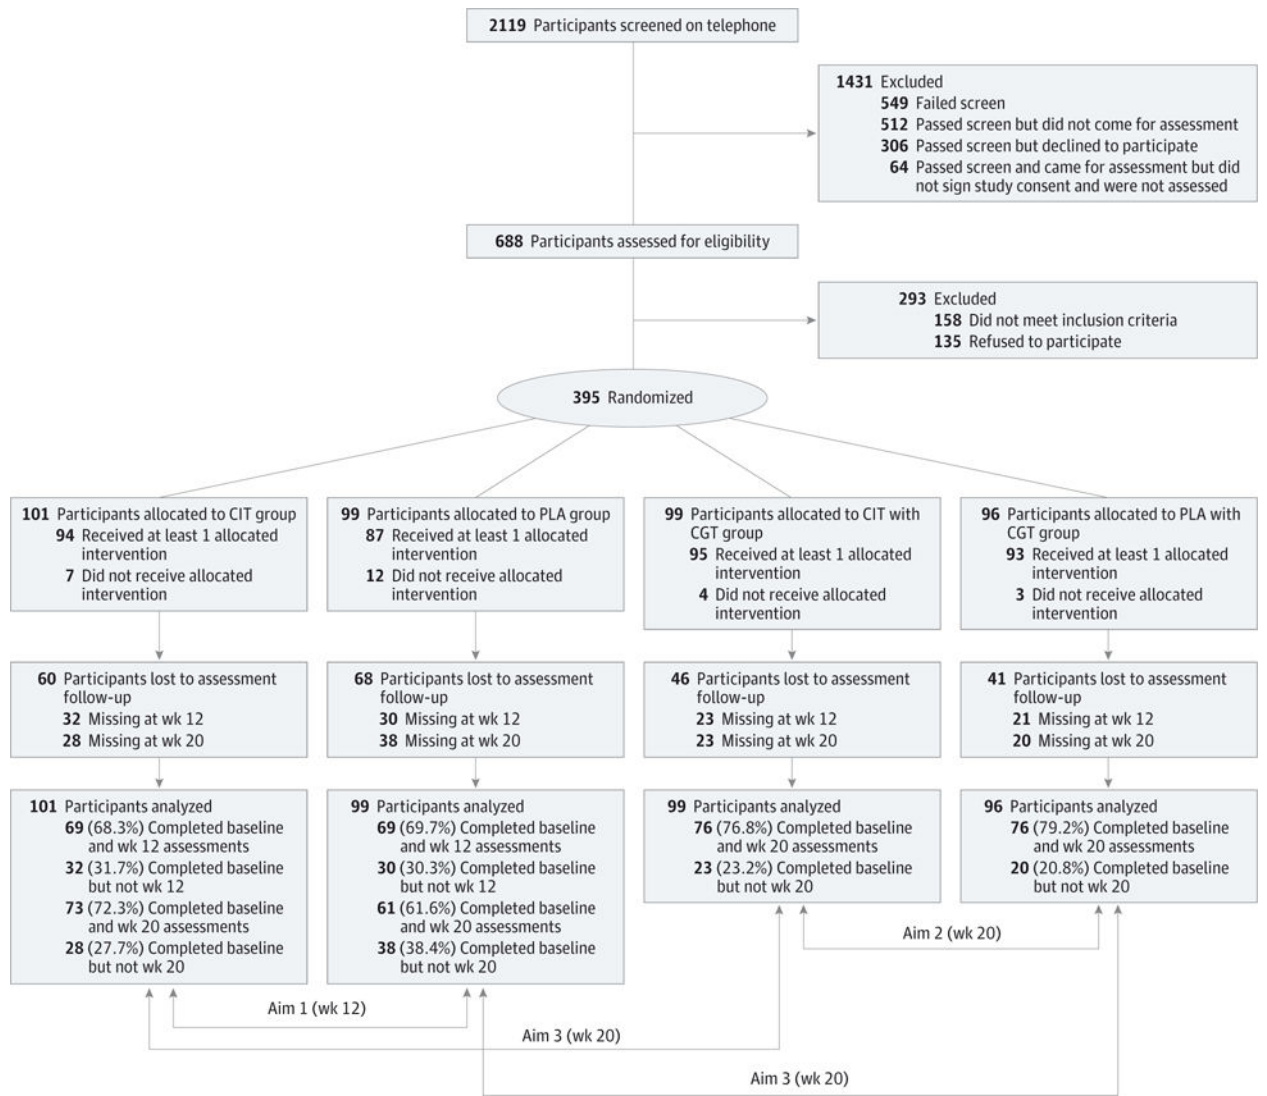 2119 Participants screened on telephone
1431 Excluded
549 Failed screen
512 Passed screen but did not come for assessment
306 Passed screen but declined to participate
64 Passed screen and came for assessment but did
not sign study consent and were not assessed
688 Participants assessed for eligibility
293 Excluded
158 Did not meet inclusion criteria
135 Refused to participate
395 Randomized
101 Participants allocated to CIT group
94 Received at least 1 allocated
intervention
7 Did not receive allocated
intervention
99 Participants allocated to PLA group
87 Received at least 1 allocated
intervention
12 Did not receive allocated
intervention
99 Participants allocated to CIT with
CGT group
95 Received at least 1 allocated
intervention
4 Did not receive allocated
intervention
96 Participants allocated to PLA with
CGT group
93 Received at least 1 allocated
intervention
3 Did not receive allocated
intervention
60 Participants lost to assessment
follow-up
32 Missing at wk 12
28 Missing at wk 20
68 Participants lost to assessment
follow-up
30 Missing at wk 12
38 Missing at wk 20
46 Participants lost to assessment
follow-up
23 Missing at wk 12
23 Missing at wk 20
41 Participants lost to assessment
follow-up
21 Missing at wk 12
20 Missing at wk 20
101 Participants analyzed
69 (68.3%) Completed baseline
and wk 12 assessments
32 (31.7%) Completed baseline
but not wk 12
73 (72.3%) Completed baseline
and wk 20 assessments
28 (27.7%) Completed baseline
but not wk 20
99 Participants analyzed
69 (69.7%) Completed baseline
and wk 12 assessments
30 (30.3%) Completed baseline
but not wk 12
61 (61.6%) Completed baseline
and wk 20 assessments
38 (38.4%) Completed baseline
but not wk 20
99 Participants analyzed
76 (76.8%) Completed baseline
and wk 20 assessments
23 (23.2%) Completed baseline
but not wk 20
96 Participants analyzed
76 (79.2%) Completed baseline
and wk 20 assessments
20 (20.8%) Completed baseline
but not wk 20
Aim 2 (wk 20)
Aim 1 (wk 12)
Aim 3 (wk 20)
Aim 3 (wk 20)